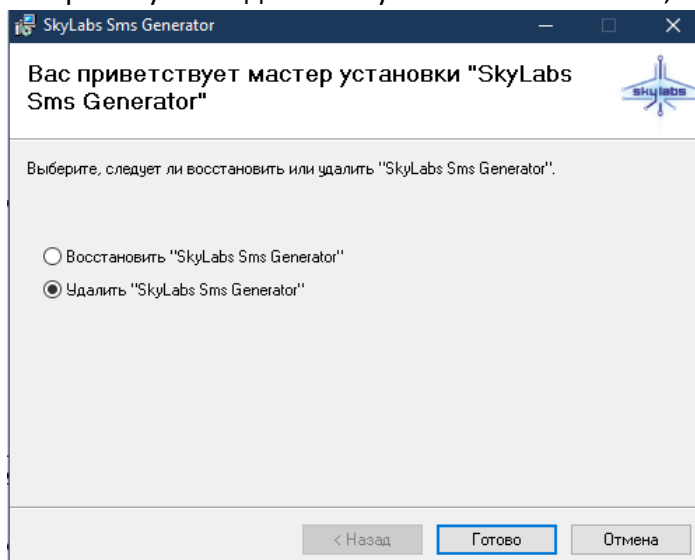 SkyLabs Sms Generator
Вас приветствует мастер установки "SkyLabs
Sms Generator"
skylabs
Выберите, следует ли восстановить или удалить "SkyLabs Sms Generator".
Восстановить "SkyLabs Sms Generator"
Удалить "SkyLabs Sms Generator"
< Назад
Готово
Отмена